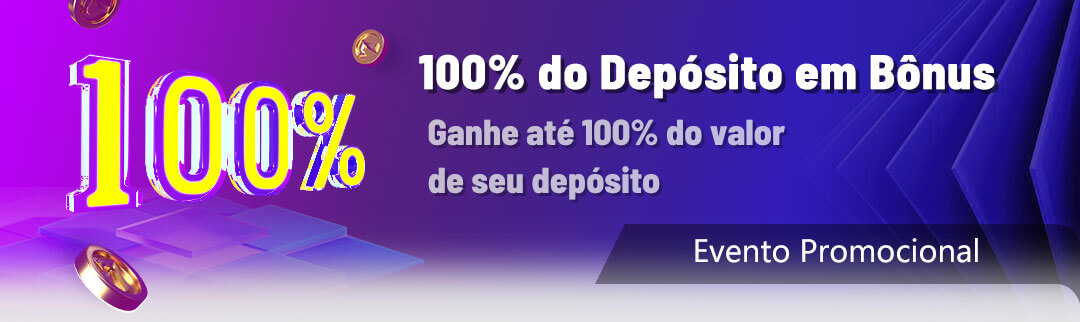 100%
100% do Depósito em Bônus
Ganhe até 100% do valor
de seu depósito
Evento Promocional